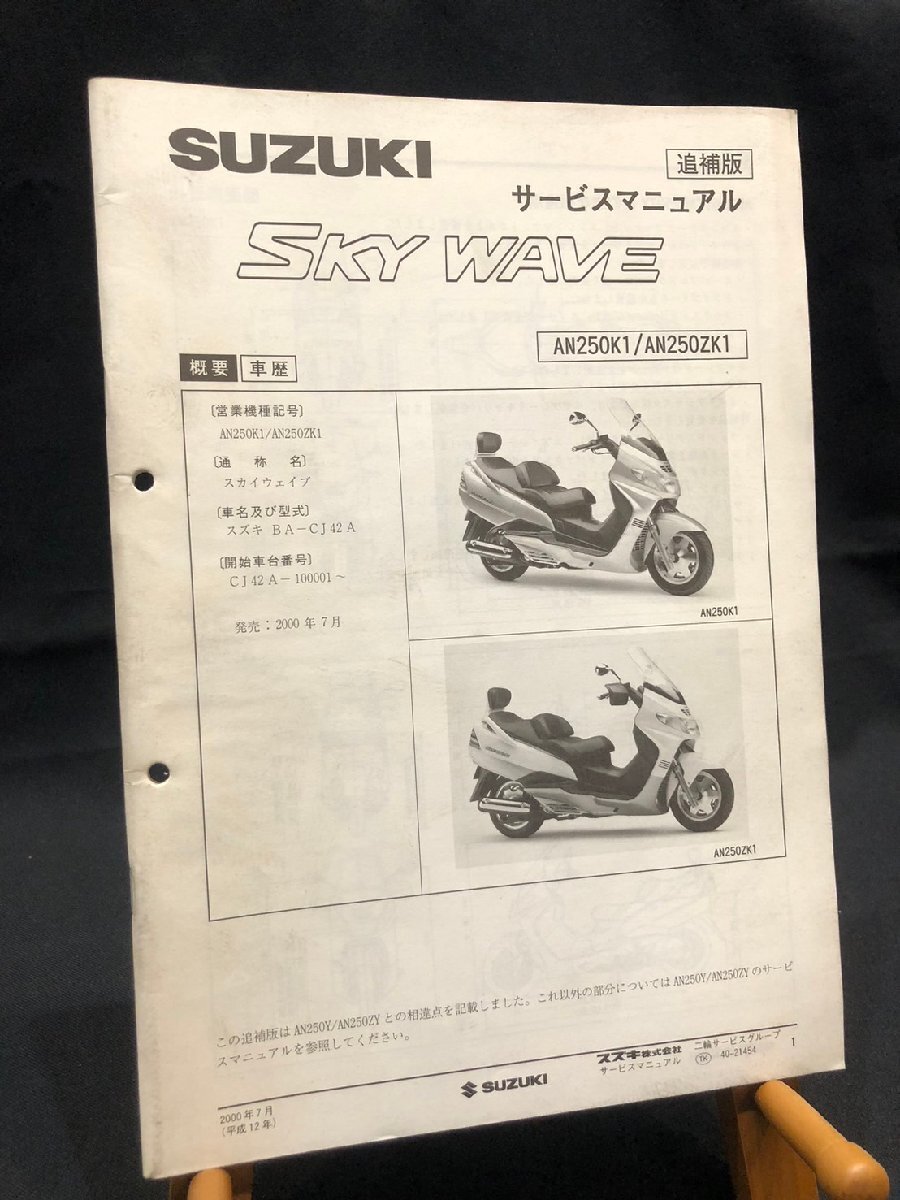 SUZUKI
追補版
サービスマニュアル
SKY WAVE
AN250K1/AN250ZK1
概要 車歴
〔営業機種記号〕
AN250K1/AN250ZK1
〔通 称 名〕
スカイウェイブ
〔車名及び型式〕
スズキ BA-CJ42A
〔開始車台番号〕
CJ42A-100001~
発売:2000年7月
AN250K1
AN250ZK1
この追補版はAN250Y/AN250ZYとの相違点を記載しました。これ以外の部分についてはAN250Y/AN250ZYのサービ
スマニュアルを参照してください。
2000年7月
(平成12年)
SUZUKI
スズキ株式会社 二輪サービスグループ
サービスマニュアル TK 40-21454
1